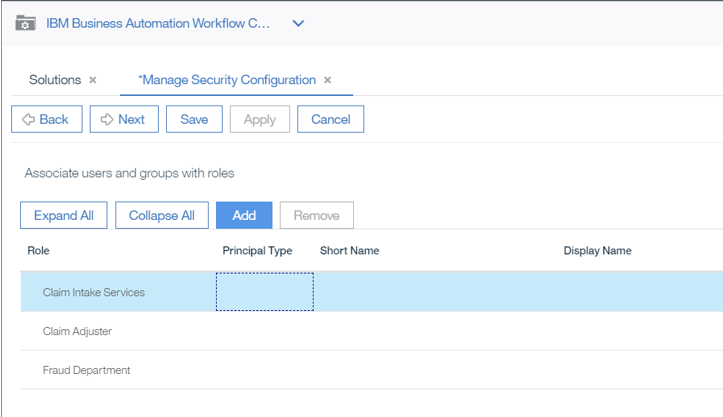 IBM Business Automation Workflow C...
Solutions
*Manage Security Configuration
Back Next Save Apply Cancel
Associate users and groups with roles
Expand All Collapse All Add Remove
Role Principal Type Short Name Display Name
Claim Intake Services
Claim Adjuster
Fraud Department